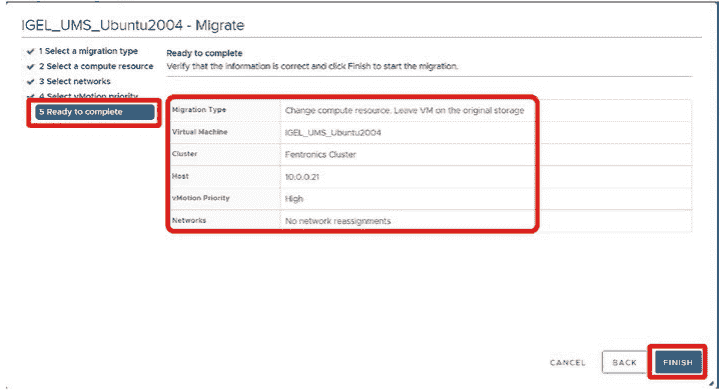 IGEL_UMS_Ubuntu2004 - Migrate
1 Select a migration type
2 Select a compute resource
3 Select networks
4 Select vMotion priority
5 Ready to complete
Ready to complete
Verify that the information is correct and click Finish to start the migration.
Migration Type Change compute resource. Leave VM on the original storage
Virtual Machine IGEL_UMS_Ubuntu2004
Cluster Fentronics Cluster
Host 10.0.0.21
vMotion Priority High
Networks No network reassignments
CANCEL BACK FINISH